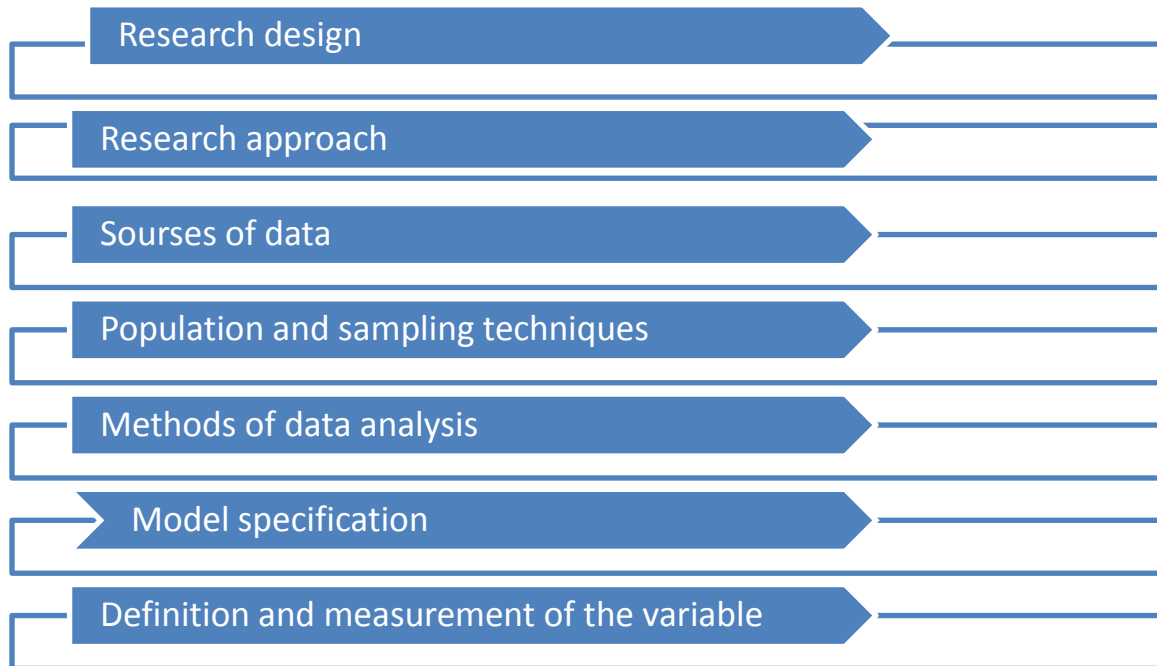 Research design
Research approach
Sourses of data
Population and sampling techniques
Methods of data analysis
Model specification
Definition and measurement of the variable